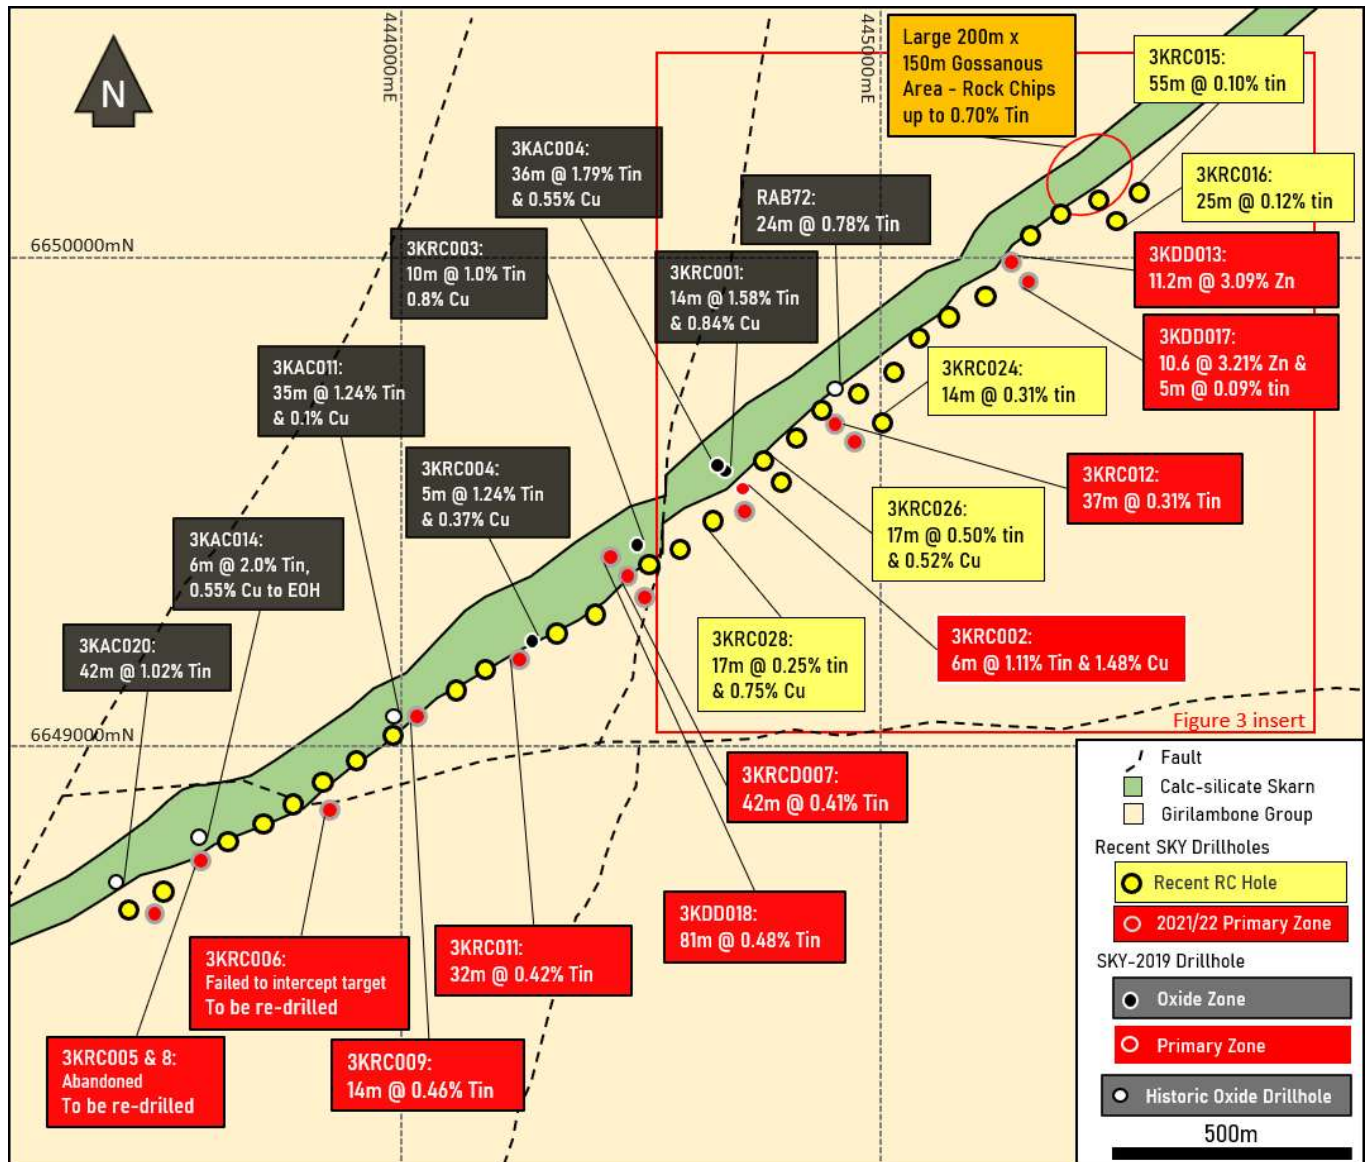 444000mE
445000mE
Large 200m x
150m Gossanous
Area - Rock Chips
up to 0.70% Tin
3KRC015:
55m @ 0.10% tin
N
3KAC004:
36m @ 1.79% Tin
& 0.55% Cu
RAB72:
24m @ 0.78% Tin
3KRC016:
25m @ 0.12% tin
6650000mN
3KRC003:
10m @ 1.0% Tin
0.8% Cu
3KRC001:
14m @ 1.58% Tin
& 0.84% Cu
3KDD013:
11.2m @ 3.09% Zn
3KDD017:
10.6 @ 3.21% Zn &
5m @ 0.09% tin
3KAC011:
35m @ 1.24% Tin
& 0.1% Cu
3KRC024:
14m @ 0.31% tin
3KRC004:
5m @ 1.24% Tin
& 0.37% Cu
3KRC012:
37m @ 0.31% Tin
3KRC026:
17m @ 0.50% tin
& 0.52% Cu
3KAC014:
6m @ 2.0% Tin,
0.55% Cu to EOH
3KAC020:
42m @ 1.02% Tin
3KRC028:
17m @ 0.25% tin
& 0.75% Cu
3KRC002:
6m @ 1.11% Tin & 1.48% Cu
Figure 3 insert
6649000mN
3KRCD007:
42m @ 0.41% Tin
3KDD018:
81m @ 0.48% Tin
3KRC011:
32m @ 0.42% Tin
3KRC006:
Failed to intercept target
To be re-drilled
3KRC009:
14m @ 0.46% Tin
3KRC005 & 8:
Abandoned
To be re-drilled
Fault
Calc-silicate Skarn
Girilambone Group
Recent SKY Drillholes
Recent RC Hole
2021/22 Primary Zone
SKY-2019 Drillhole
Oxide Zone
Primary Zone
Historic Oxide Drillhole
500m